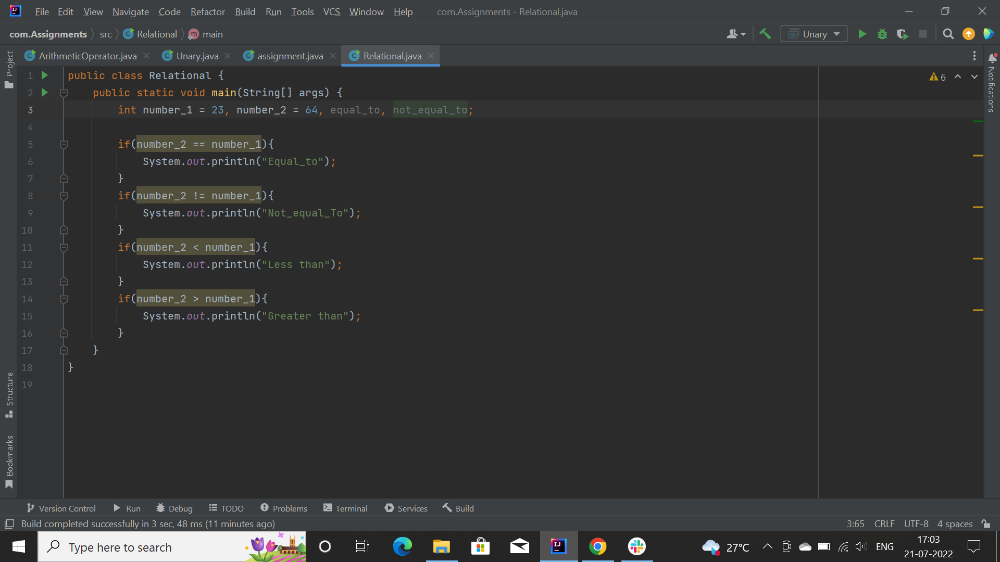 File Edit View Navigate Code Refactor Build Run Tools VCS Window Help com.Assignments - Relational.java
com.Assignments src Relational main Unary
ArithmeticOperator.java Unary.java assignment.java Relational.java
Project
Structure
Bookmarks
Notifications
6
1 public class Relational {
2     public static void main(String[] args) {
3         int number_1 = 23, number_2 = 64, equal_to, not_equal_to;
4
5         if(number_2 == number_1){
6             System.out.println("Equal_to");
7         }
8         if(number_2 != number_1){
9             System.out.println("Not_equal_To");
10         }
11         if(number_2 < number_1){
12             System.out.println("Less than");
13         }
14         if(number_2 > number_1){
15             System.out.println("Greater than");
16         }
17     }
18 }
19
Version Control Run Debug TODO Problems Terminal Services Build
Build completed successfully in 3 sec, 48 ms (11 minutes ago) 3:65 CRLF UTF-8 4 spaces
Type here to search 27°C ENG 17:03
21-07-2022